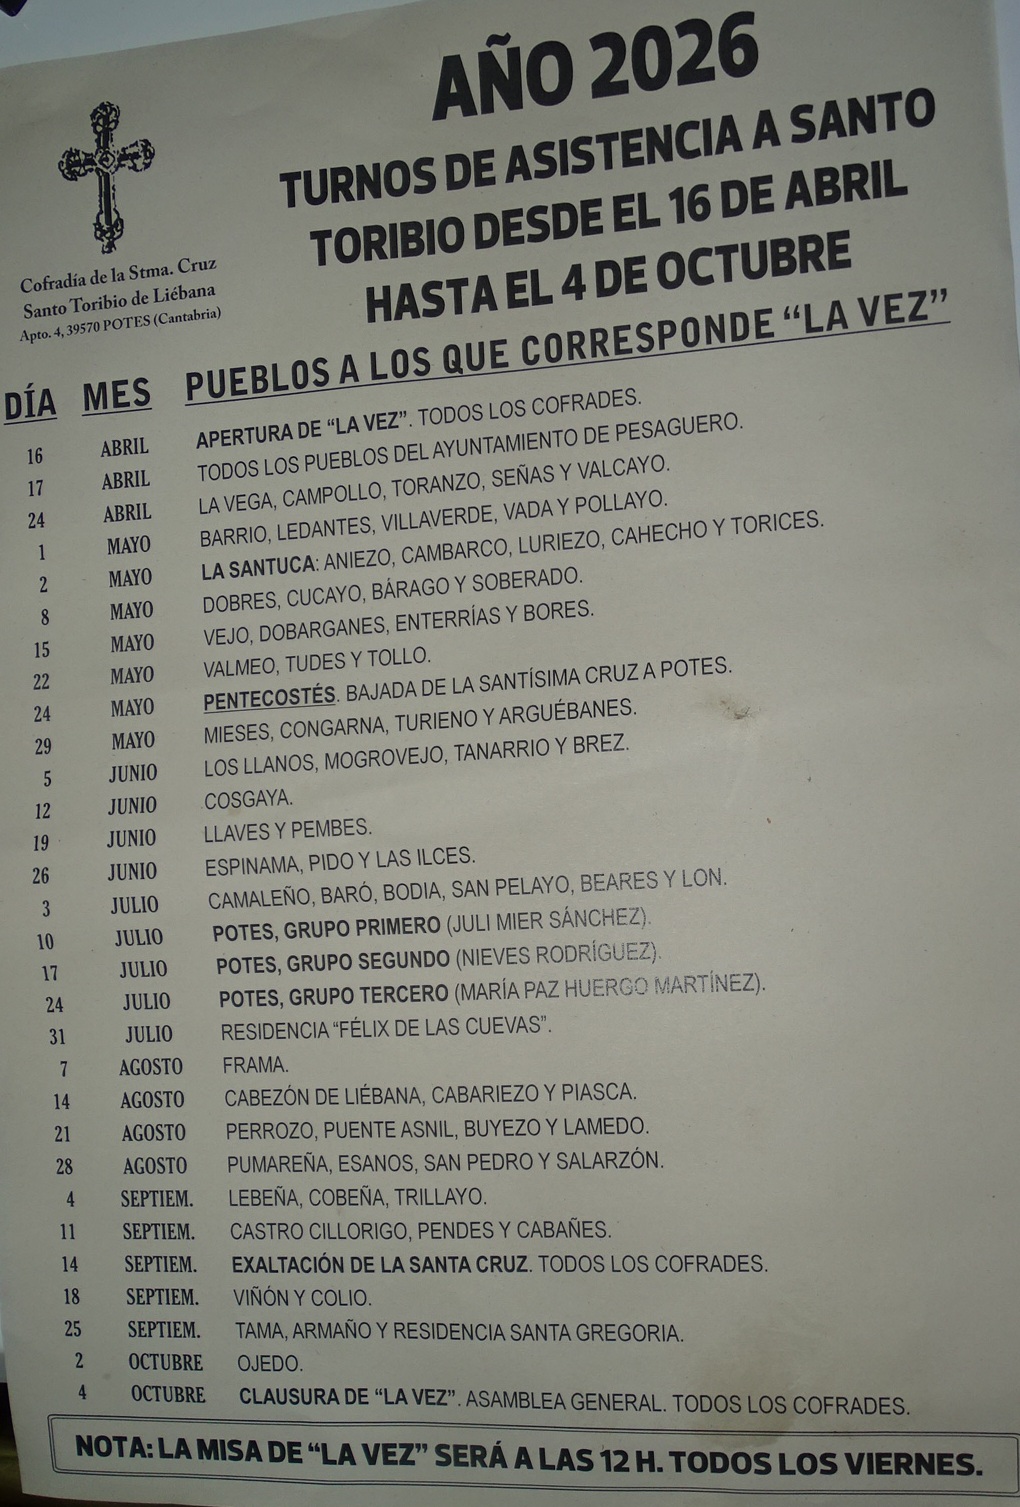 AÑO 2026
TURNOS DE ASISTENCIA A SANTO
TORIBIO DESDE EL 16 DE ABRIL
HASTA EL 4 DE OCTUBRE
Cofradía de la Stma. Cruz
Santo Toribio de Liébana
Apto. 4, 39570 POTES (Cantabria)
DÍA MES PUEBLOS A LOS QUE CORRESPONDE “LA VEZ”
16 ABRIL APERTURA DE “LA VEZ”. TODOS LOS COFRADES.
17 ABRIL TODOS LOS PUEBLOS DEL AYUNTAMIENTO DE PESAGUERO.
24 ABRIL LA VEGA, CAMPOLLO, TORANZO, SEÑAS Y VALCAYO.
1 MAYO BARRIO, LEDANTES, VILLAVERDE, VADA Y POLLAYO.
2 MAYO LA SANTUCA: ANIEZO, CAMBARCO, LURIEZO, CAHECHO Y TORICES.
8 MAYO DOBRES, CUCAYO, BÁRAGO Y SOBERADO.
15 MAYO VEJO, DOBARGANES, ENTERRÍAS Y BORES.
22 MAYO VALMEO, TUDES Y TOLLO.
24 MAYO PENTECOSTÉS. BAJADA DE LA SANTÍSIMA CRUZ A POTES.
29 MAYO MIESES, CONGARNA, TURIENO Y ARGUÉBANES.
5 JUNIO LOS LLANOS, MOGROVEJO, TANARRIO Y BREZ.
12 JUNIO COSGAYA.
19 JUNIO LLAVES Y PEMBES.
26 JUNIO ESPINAMA, PIDO Y LAS ILCES.
3 JULIO CAMALEÑO, BARÓ, BODIA, SAN PELAYO, BEARES Y LON.
10 JULIO POTES, GRUPO PRIMERO (JULI MIER SÁNCHEZ).
17 JULIO POTES, GRUPO SEGUNDO (NIEVES RODRÍGUEZ).
24 JULIO POTES, GRUPO TERCERO (MARÍA PAZ HUERGO MARTÍNEZ).
31 JULIO RESIDENCIA “FÉLIX DE LAS CUEVAS”.
7 AGOSTO FRAMA.
14 AGOSTO CABEZÓN DE LIÉBANA, CABARIEZO Y PIASCA.
21 AGOSTO PERROZO, PUENTE ASNIL, BUYEZO Y LAMEDO.
28 AGOSTO PUMAREÑA, ESANOS, SAN PEDRO Y SALARZÓN.
4 SEPTIEM. LEBEÑA, COBEÑA, TRILLAYO.
11 SEPTIEM. CASTRO CILLORIGO, PENDES Y CABAÑES.
14 SEPTIEM. EXALTACIÓN DE LA SANTA CRUZ. TODOS LOS COFRADES.
18 SEPTIEM. VIÑÓN Y COLIO.
25 SEPTIEM. TAMA, ARMAÑO Y RESIDENCIA SANTA GREGORIA.
2 OCTUBRE OJEDO.
4 OCTUBRE CLAUSURA DE “LA VEZ”. ASAMBLEA GENERAL. TODOS LOS COFRADES.
NOTA: LA MISA DE “LA VEZ” SERÁ A LAS 12 H. TODOS LOS VIERNES.